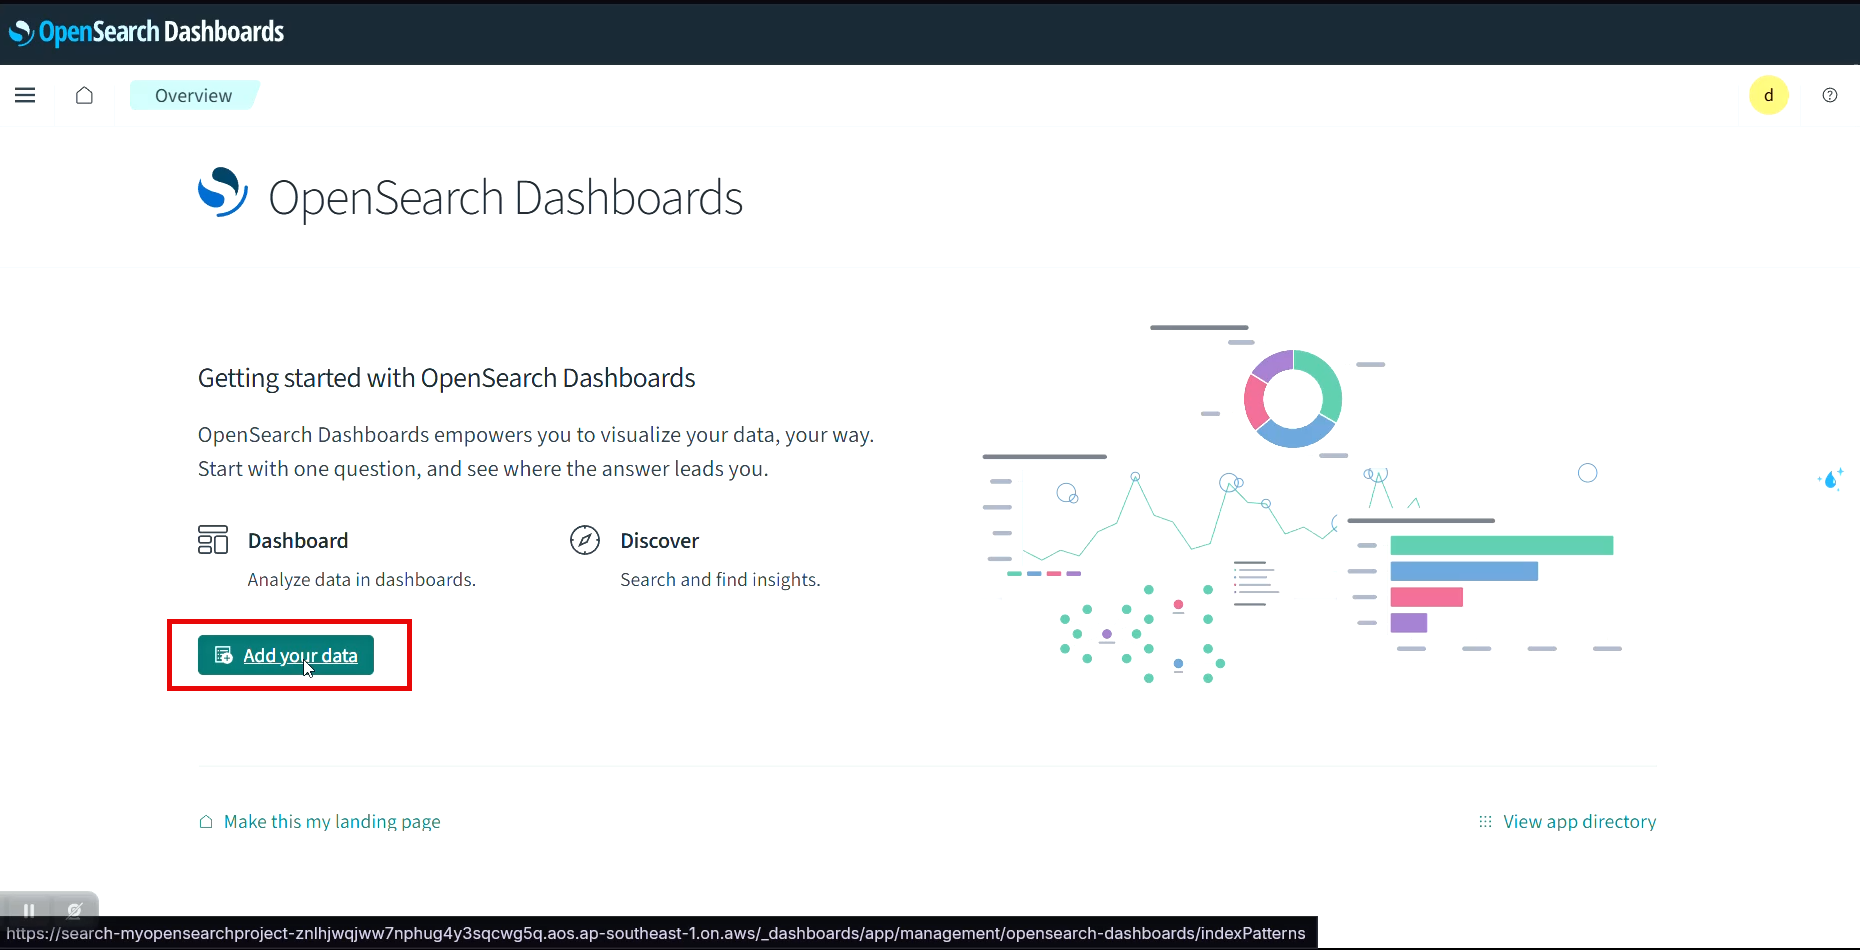 OpenSearch Dashboards
Overview
d
OpenSearch Dashboards
Getting started with OpenSearch Dashboards
OpenSearch Dashboards empowers you to visualize your data, your way.
Start with one question, and see where the answer leads you.
Dashboard
Analyze data in dashboards.
Discover
Search and find insights.
Add your data
Make this my landing page
View app directory
https://search-myopensearchproject-znlhjwqjww7nphug4y3sqcwg5q.aos.ap-southeast-1.on.aws/_dashboards/app/management/opensearch-dashboards/indexPatterns